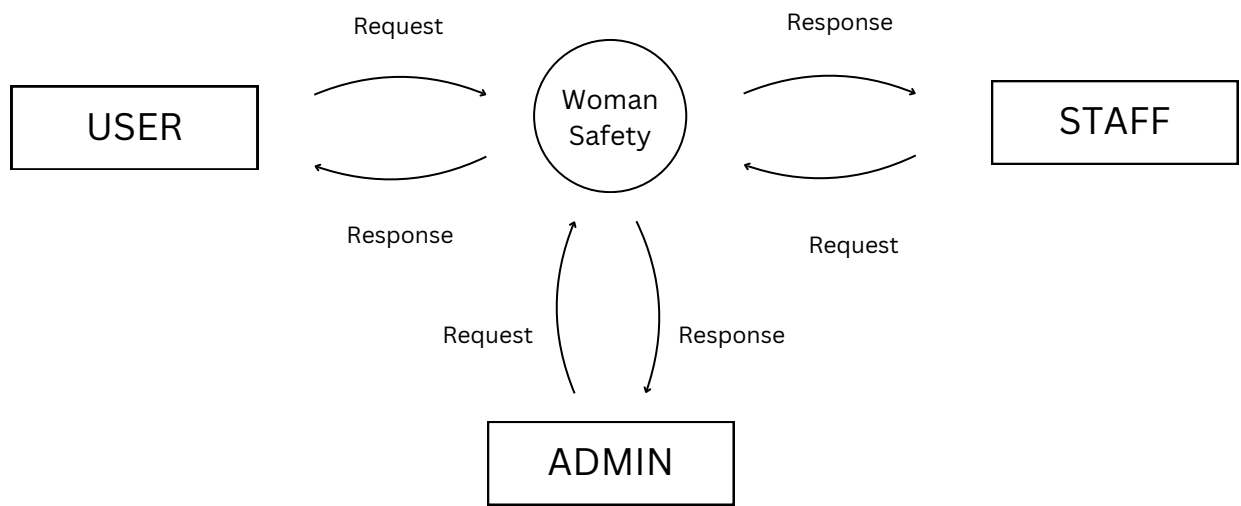 Request
Response
Woman
Safety
USER
STAFF
Response
Request
Request
Response
ADMIN